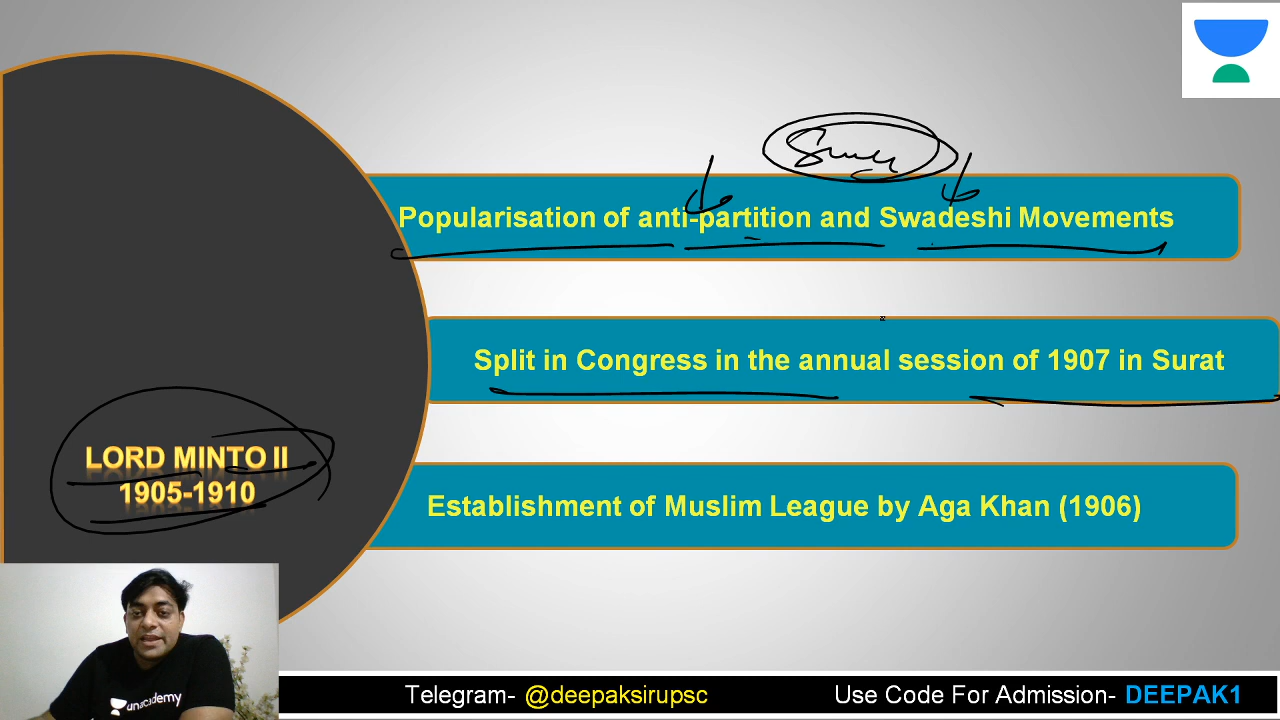 Popularisation of anti-partition and Swadeshi Movements
Split in Congress in the annual session of 1907 in Surat
LORD MINTO II
1905-1910
Establishment of Muslim League by Aga Khan (1906)
unacademy
Telegram- @deepaksirupsc
Use Code For Admission- DEEPAK1